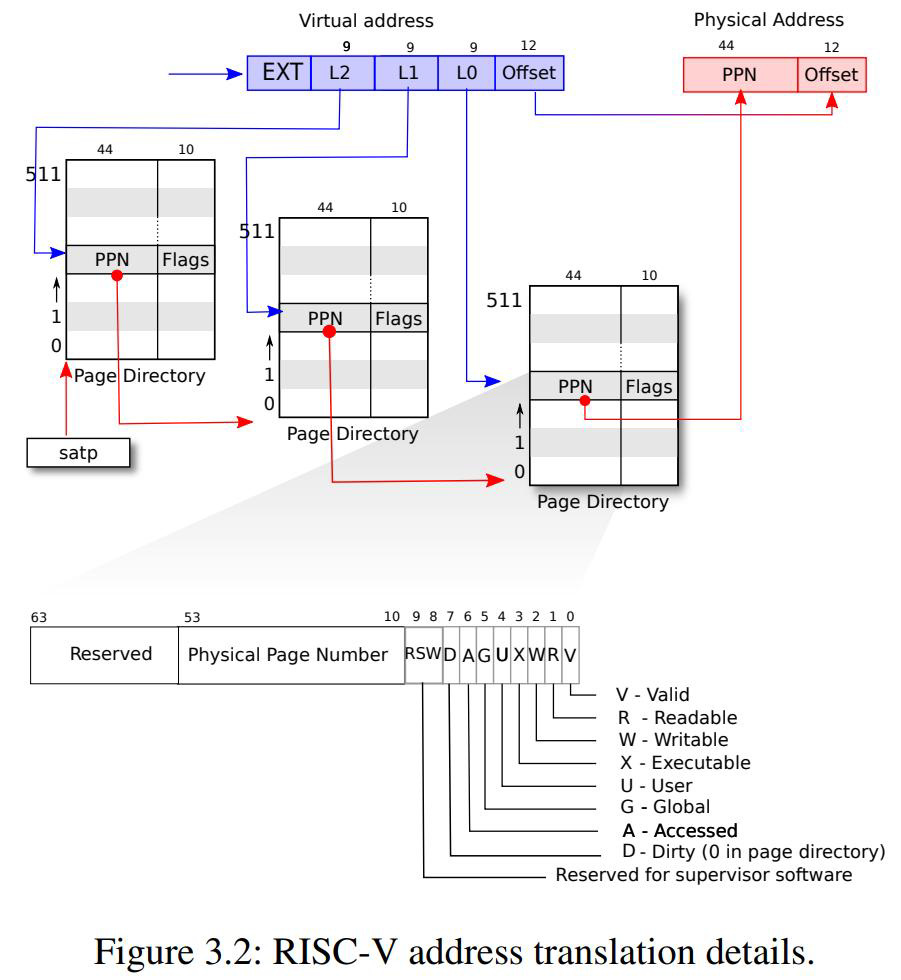 Virtual address
Physical Address
9 9 9 12
44 12
EXT L2 L1 L0 Offset
PPN Offset
44 10
511
PPN Flags
1
0
Page Directory
satp
44 10
511
PPN Flags
1
0
Page Directory
44 10
511
PPN Flags
1
0
Page Directory
63 53 10 9 8 7 6 5 4 3 2 1 0
Reserved Physical Page Number RSW D A G U X W R V
V - Valid
R - Readable
W - Writable
X - Executable
U - User
G - Global
A - Accessed
D - Dirty (0 in page directory)
Reserved for supervisor software
Figure 3.2: RISC-V address translation details.